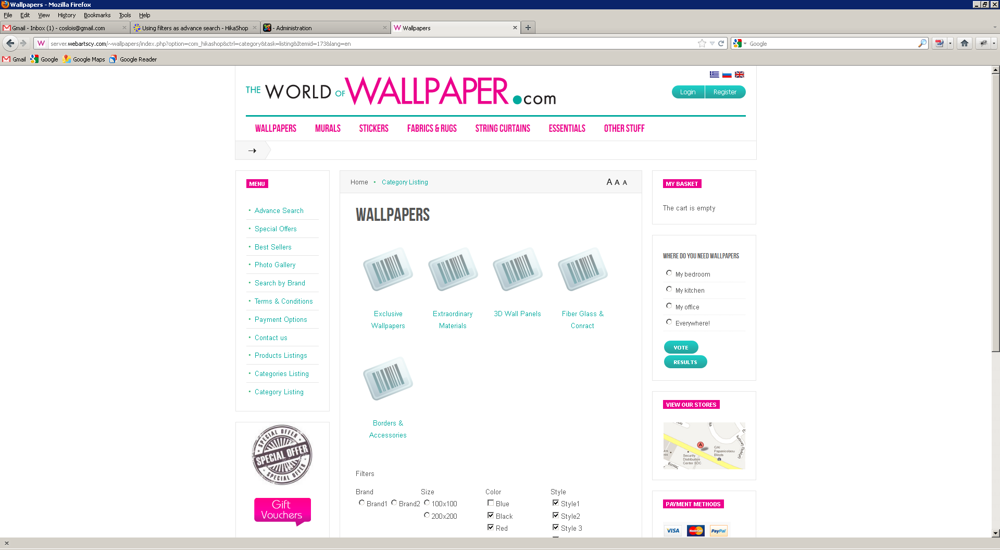 Wallpapers - Mozilla Firefox
File Edit View History Bookmarks Tools Help
Gmail - Inbox (1) - coslois@gmail.com
Using filters as advance search - HikaShop
- Administration
Wallpapers
server.webartscy.com/~wallpapers/index.php?option=com_hikashop&ctrl=category&task=listing&Itemid=173&lang=en
Google
Gmail Google Google Maps Google Reader
THE WORLD OF WALLPAPER .com
Login Register
WALLPAPERS MURALS STICKERS FABRICS & RUGS STRING CURTAINS ESSENTIALS OTHER STUFF
MENU
Advance Search
Special Offers
Best Sellers
Photo Gallery
Search by Brand
Terms & Conditions
Payment Options
Contact us
Products Listings
Categories Listing
Category Listing
SPECIAL OFFER
SPECIAL OFFER
SPECIAL OFFER
Gift
Vouchers
Home • Category Listing
A A A
WALLPAPERS
Exclusive
Wallpapers
Extraordinary
Materials
3D Wall Panels
Fiber Glass &
Conract
Borders &
Accessories
Filters
Brand Size Color Style
Brand1 Brand2 100x100 Blue Style1
200x200 Black Style2
Red Style 3
MY BASKET
The cart is empty
WHERE DO YOU NEED WALLPAPERS
My bedroom
My kitchen
My office
Everywhere!
VOTE
RESULTS
VIEW OUR STORES
A
GAI
Papanicolaou
Blinds
Security
Distribution
Center SDC
PAYMENT METHODS
VISA MasterCard PayPal